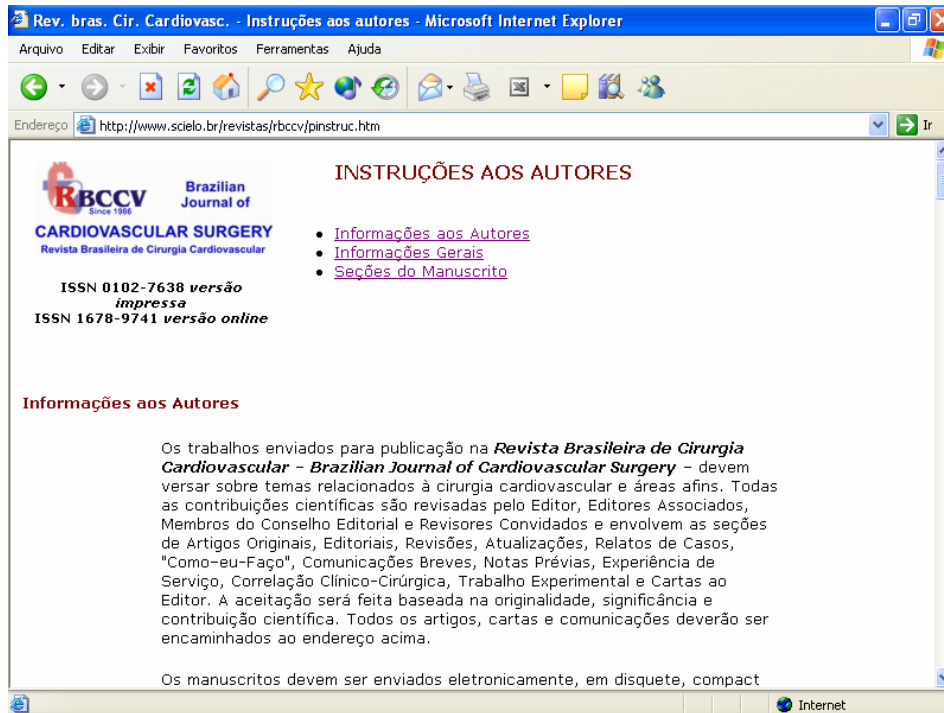 Rev. bras. Cir. Cardiovasc. - Instruções aos autores - Microsoft Internet Explorer
Arquivo Editar Exibir Favoritos Ferramentas Ajuda
Endereço http://www.scielo.br/revistas/rbccv/pinstruc.htm Ir
RBCCV
Since 1986
Brazilian
Journal of
CARDIOVASCULAR SURGERY
Revista Brasileira de Cirurgia Cardiovascular
ISSN 0102-7638 versão
impressa
ISSN 1678-9741 versão online
INSTRUÇÕES AOS AUTORES
Informações aos Autores
Informações Gerais
Seções do Manuscrito
Informações aos Autores
Os trabalhos enviados para publicação na Revista Brasileira de Cirurgia
Cardiovascular – Brazilian Journal of Cardiovascular Surgery – devem
versar sobre temas relacionados à cirurgia cardiovascular e áreas afins. Todas
as contribuições científicas são revisadas pelo Editor, Editores Associados,
Membros do Conselho Editorial e Revisores Convidados e envolvem as seções
de Artigos Originais, Editoriais, Revisões, Atualizações, Relatos de Casos,
"Como-eu-Faço", Comunicações Breves, Notas Prévias, Experiência de
Serviço, Correlação Clínico-Cirúrgica, Trabalho Experimental e Cartas ao
Editor. A aceitação será feita baseada na originalidade, significância e
contribuição científica. Todos os artigos, cartas e comunicações deverão ser
encaminhados ao endereço acima.
Os manuscritos devem ser enviados eletronicamente, em disquete, compact
Internet